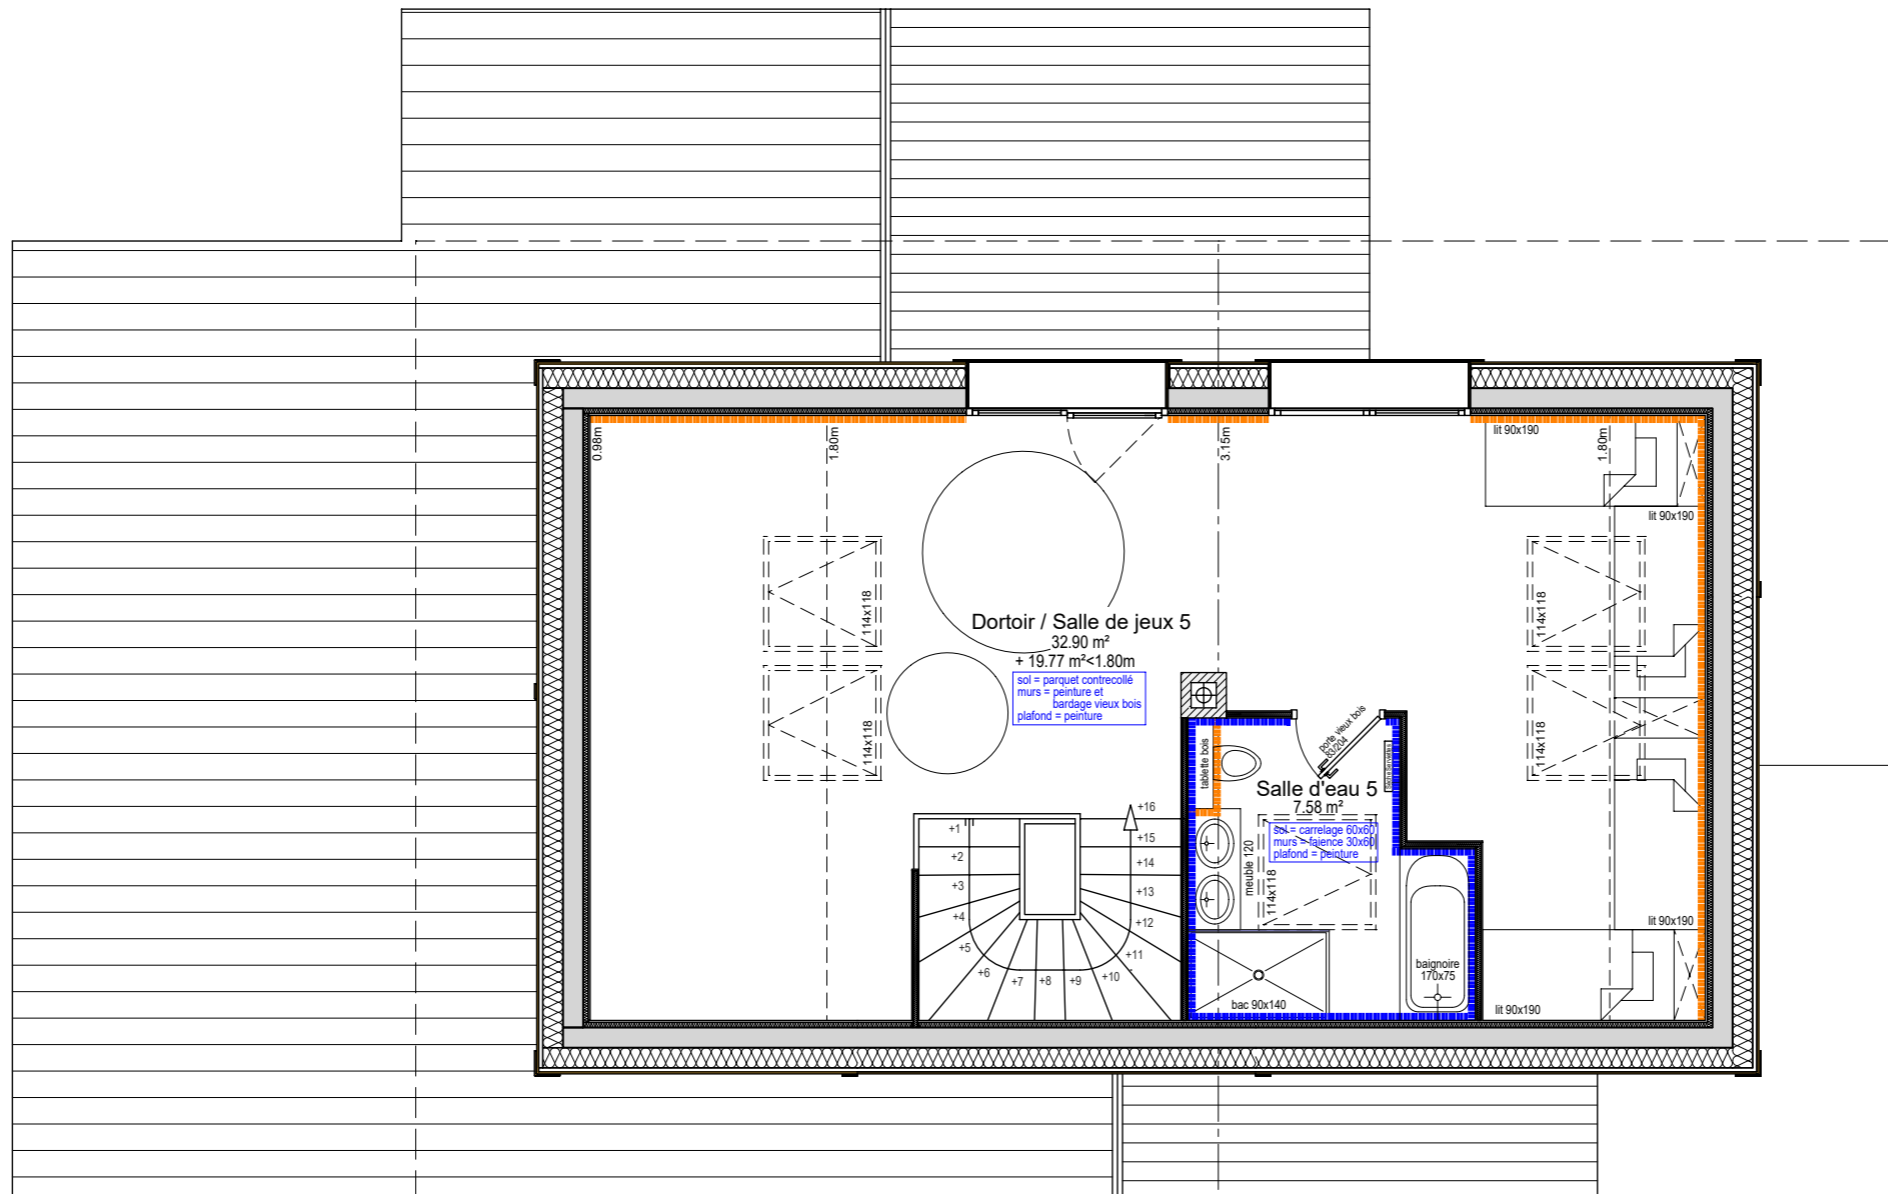 0.98m
1.80m
3.15m
1.80m
lit 90x190
lit 90x190
114x118
114x118
Dortoir / Salle de jeux 5
32.90 m²
+ 19.77 m²<1.80m
sol = parquet contrecollé
murs = peinture et
bardage vieux bois
plafond = peinture
114x118
114x118
porte vieux bois
83/204
tablette bois
Salle d'eau 5
7.58 m²
sol = carrelage 60x60
murs = faience 30x60
plafond = peinture
meuble 120
114x118
+1
+2
+3
+4
+5
+6
+7
+8
+9
+10
+11
+12
+13
+14
+15
+16
bac 90x140
baignoire
170x75
lit 90x190
lit 90x190